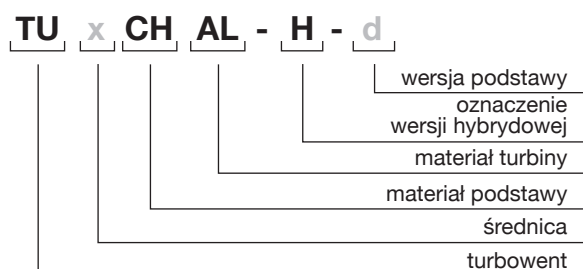 TU x CH AL - H - d
wersja podstawy
oznaczenie
wersji hybrydowej
materiał turbiny
materiał podstawy
średnica
turbowent